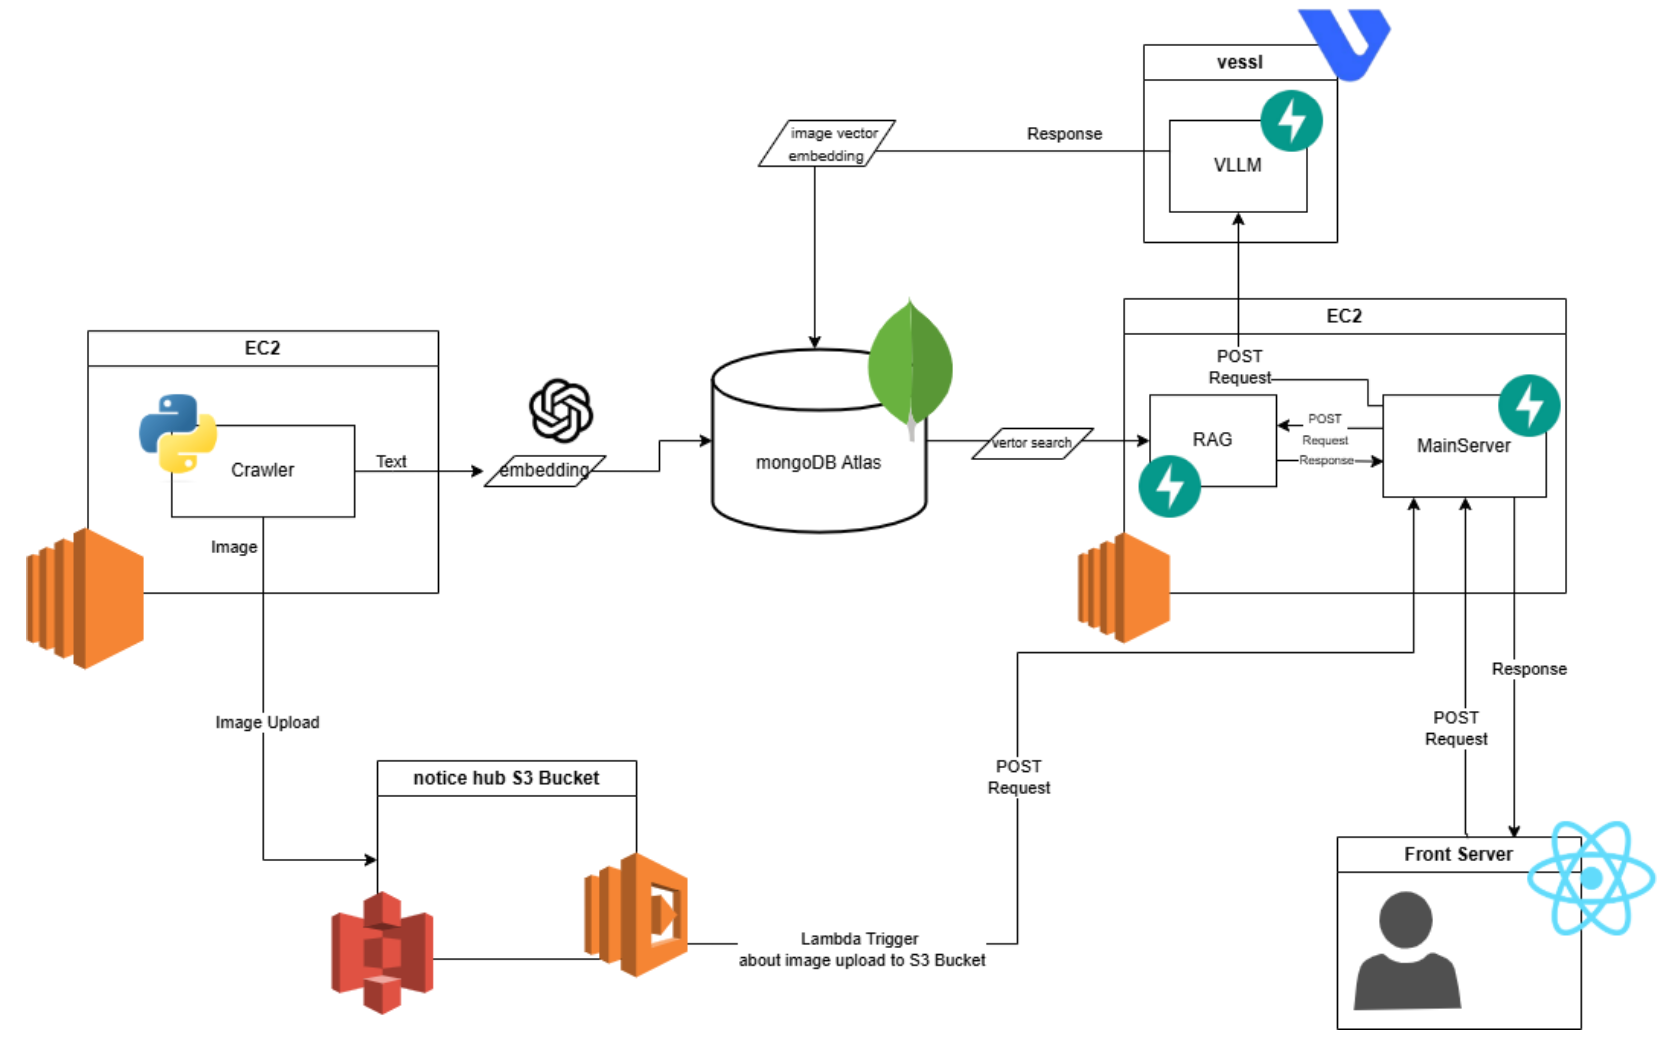 vessl
image vector
embedding
Response
VLLM
EC2
EC2
POST
Request
POST
Request
Response
RAG
MainServer
Crawler
Text
embedding
mongoDB Atlas
vertor search
Image
Image Upload
Response
POST
Request
POST
Request
notice hub S3 Bucket
Front Server
Lambda Trigger
about image upload to S3 Bucket